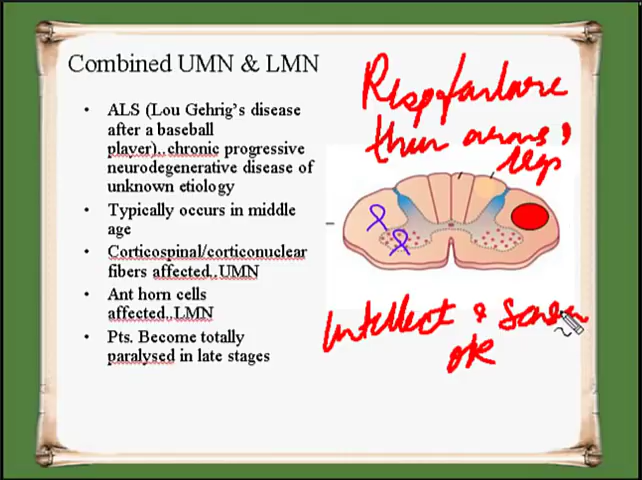 Combined UMN & LMN
• ALS (Lou Gehrig's disease
after a baseball
player)..chronic progressive
neurodegenerative disease of
unknown etiology
• Typically occurs in middle
age
• Corticospinal/corticonuclear
fibers affected..UMN
• Ant horn cells
affected..LMN
• Pts. Become totally
paralysed in late stages
Resp failure
thin arms &
legs
Intellect &
ok